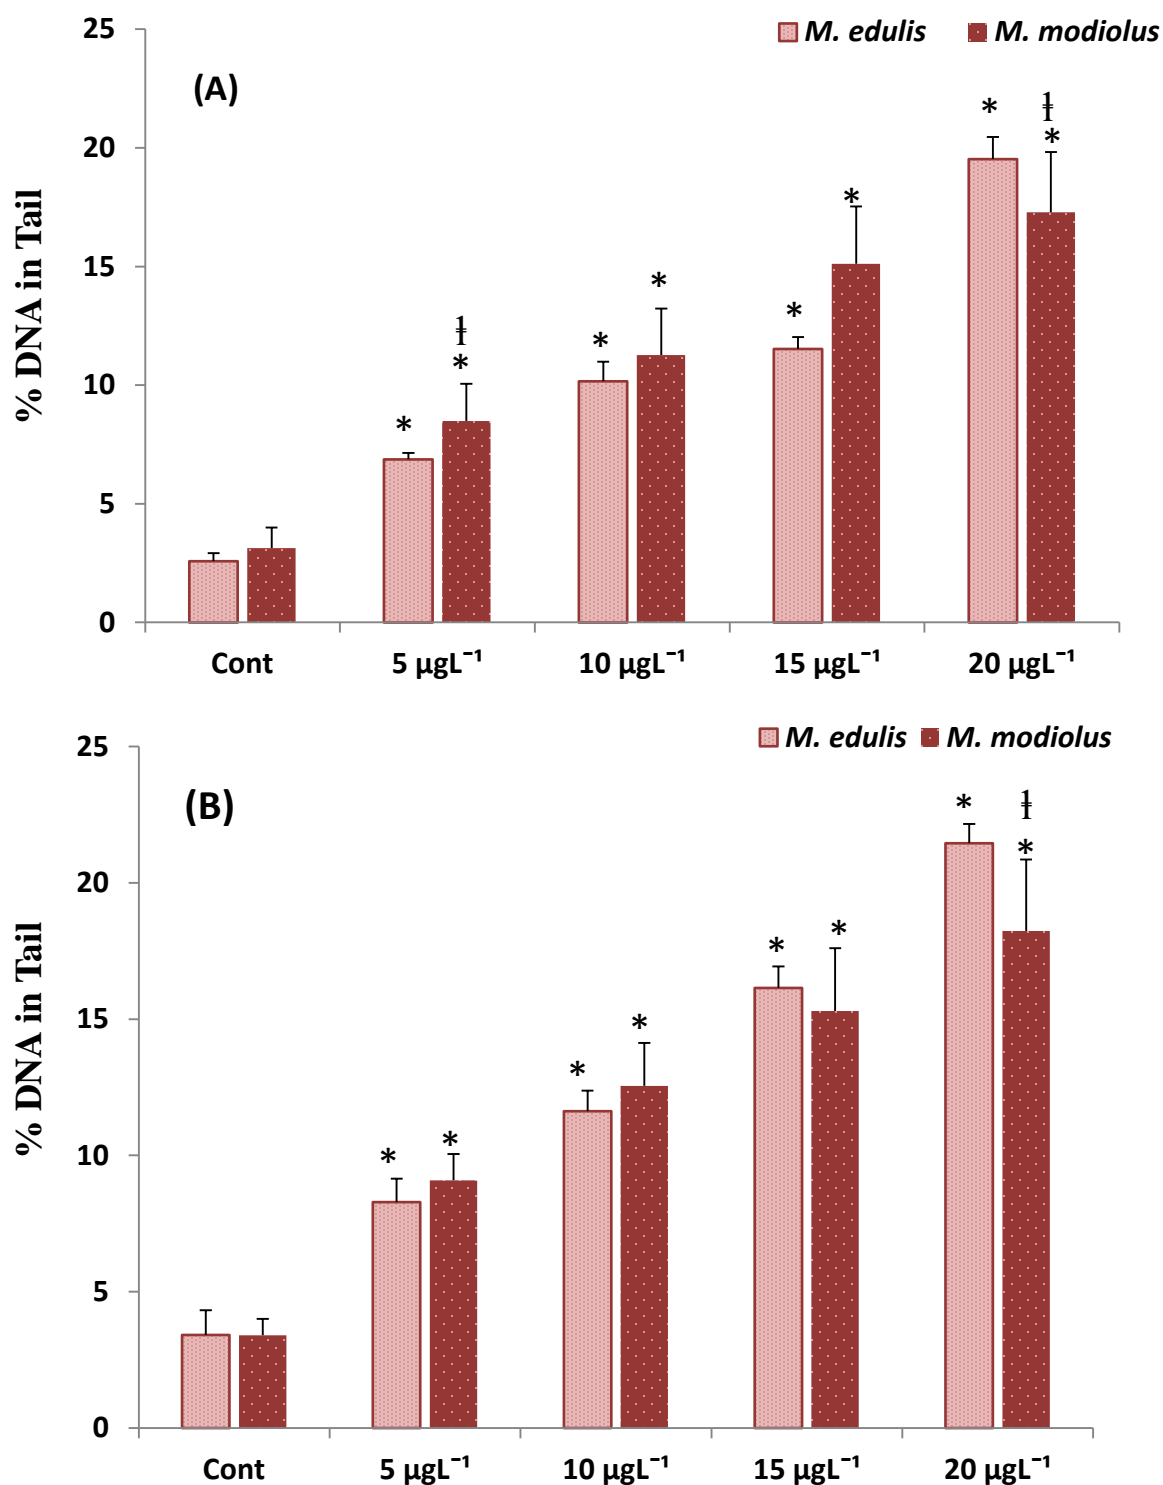 25
M. edulis M. modiolus
(A)
* ɫ
*
20
*
15
ɫ *
* * *
10
*
% DNA in Tail
5
0
Cont 5 µgL⁻¹ 10 µgL⁻¹ 15 µgL⁻¹ 20 µgL⁻¹
25
M. edulis M. modiolus
(B)
* ɫ
*
20
* *
15
*
*
* *
10
% DNA in Tail
5
0
Cont 5 µgL⁻¹ 10 µgL⁻¹ 15 µgL⁻¹ 20 µgL⁻¹